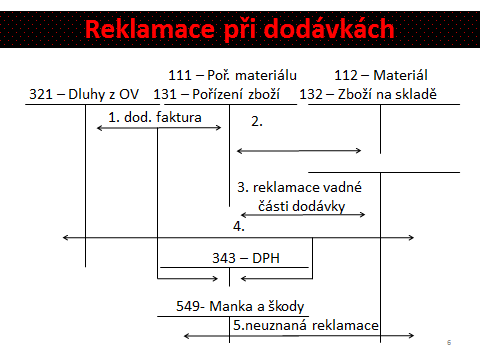 Reklamace při dodávkách
111 – Poř. materiálu 112 – Materiál
321 – Dluhy z OV 131 – Pořízení zboží 132 – Zboží na skladě
1. dod. faktura
2.
3. reklamace vadné
části dodávky
4.
343 – DPH
549- Manka a škody
5.neuznaná reklamace
6